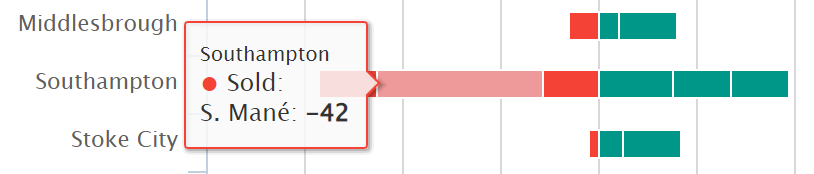 Middlesbrough
Southampton
Southampton
● Sold:
S. Mané: −42
Stoke City